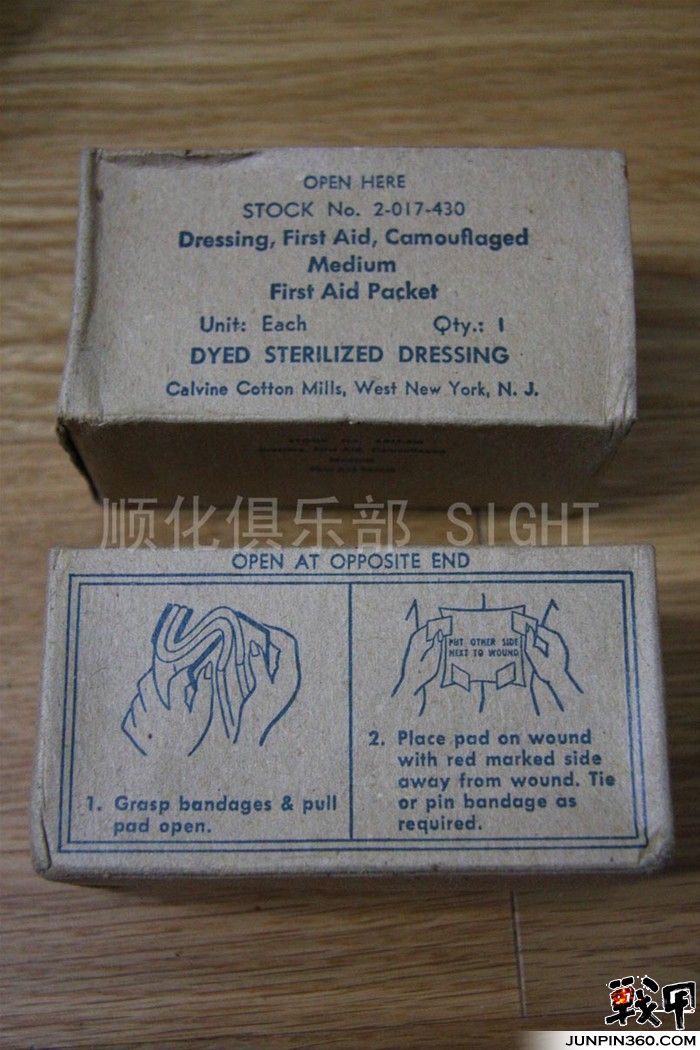 OPEN HERE
STOCK No. 2-017-430
Dressing, First Aid, Camouflaged
Medium
First Aid Packet
Unit: Each Qty.: 1
DYED STERILIZED DRESSING
Calvine Cotton Mills, West New York, N. J.
顺化俱乐部 SIGHT
OPEN AT OPPOSITE END
PUT OTHER SIDE
NEXT TO WOUND
1. Grasp bandages & pull
pad open.
2. Place pad on wound
with red marked side
away from wound. Tie
or pin bandage as
required.
戰甲
JUNPIN360.COM